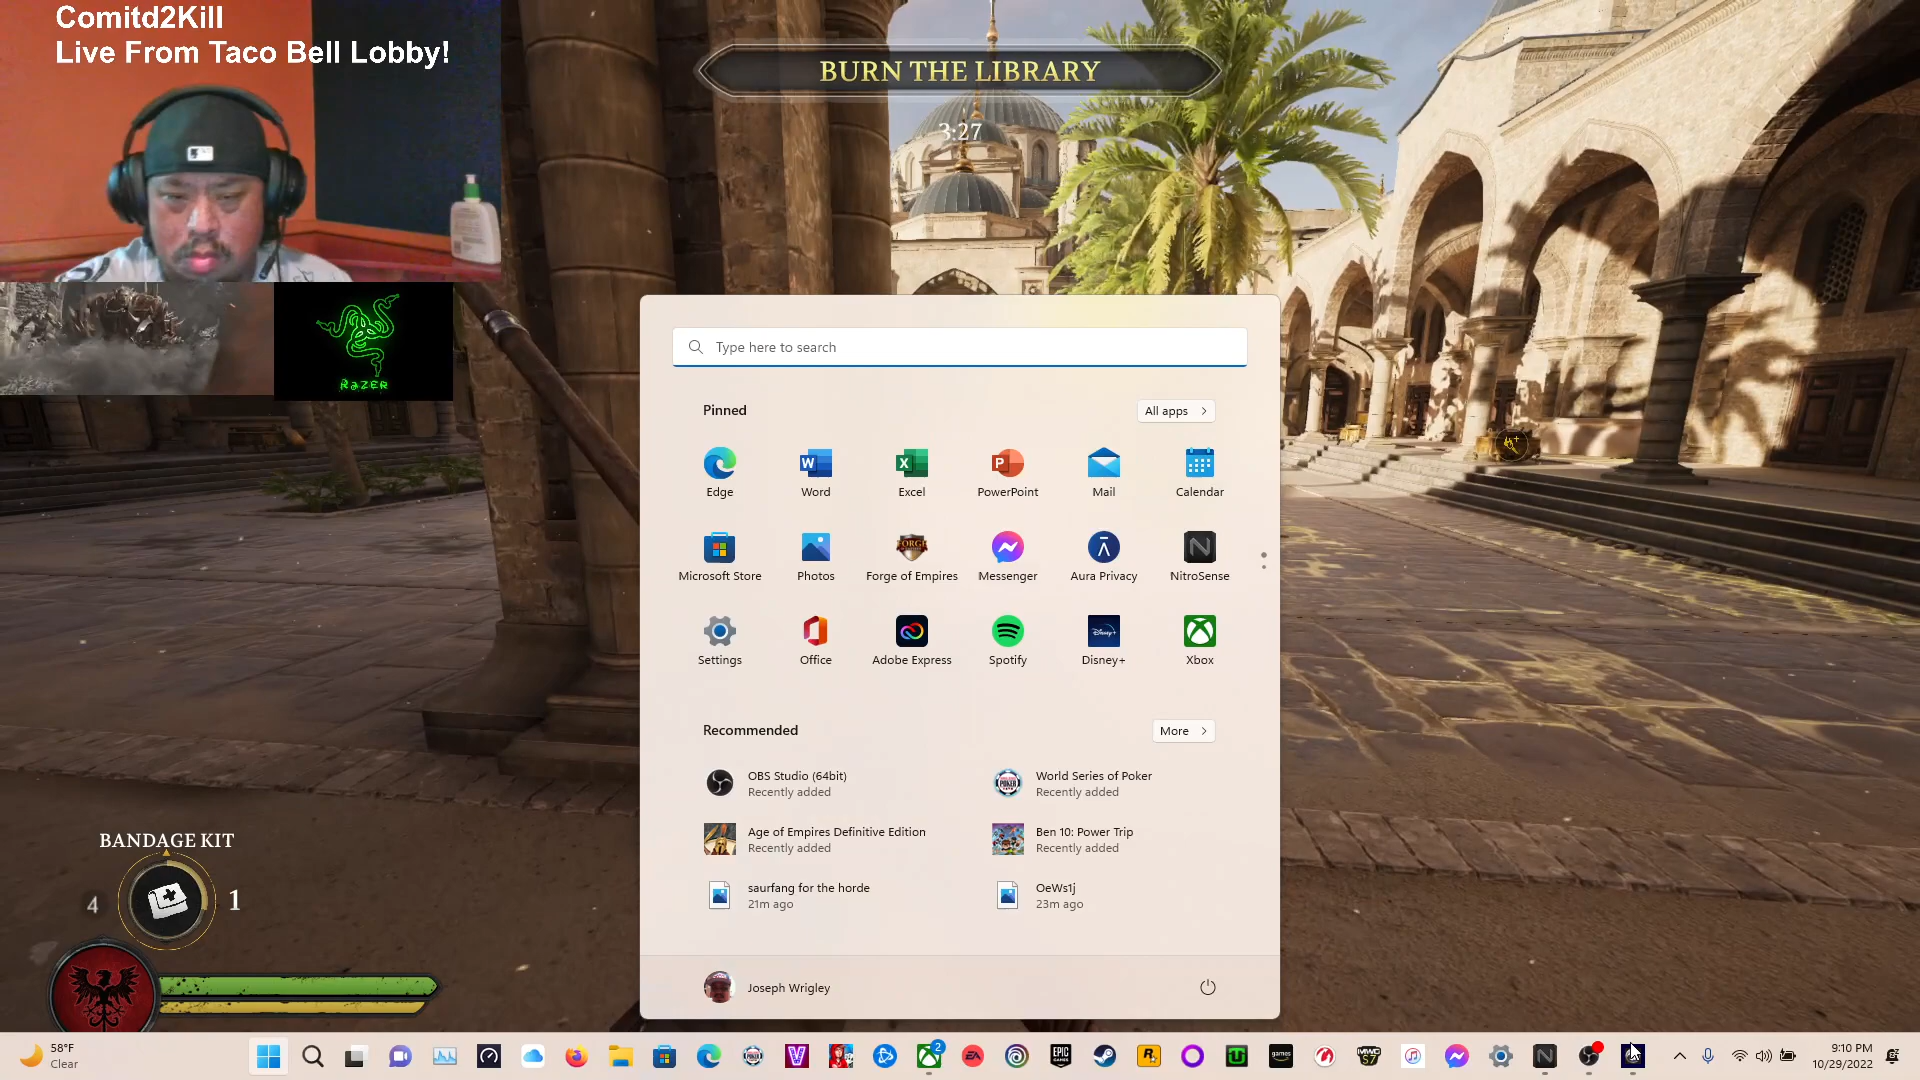 Comitd2Kill
Live From Taco Bell Lobby!
BURN THE LIBRARY
3:27
RAZER
Type here to search
Pinned
All apps
Edge
Word
Excel
PowerPoint
Mail
Calendar
Microsoft Store
Photos
Forge of Empires
Messenger
Aura Privacy
NitroSense
Settings
Office
Adobe Express
Spotify
Disney+
Xbox
Recommended
More
OBS Studio (64bit)
Recently added
World Series of Poker
Recently added
Age of Empires Definitive Edition
Recently added
Ben 10: Power Trip
Recently added
saurfang for the horde
21m ago
OeWs1j
23m ago
BANDAGE KIT
4
1
Joseph Wrigley
58°F
Clear
2
9:10 PM
10/29/2022